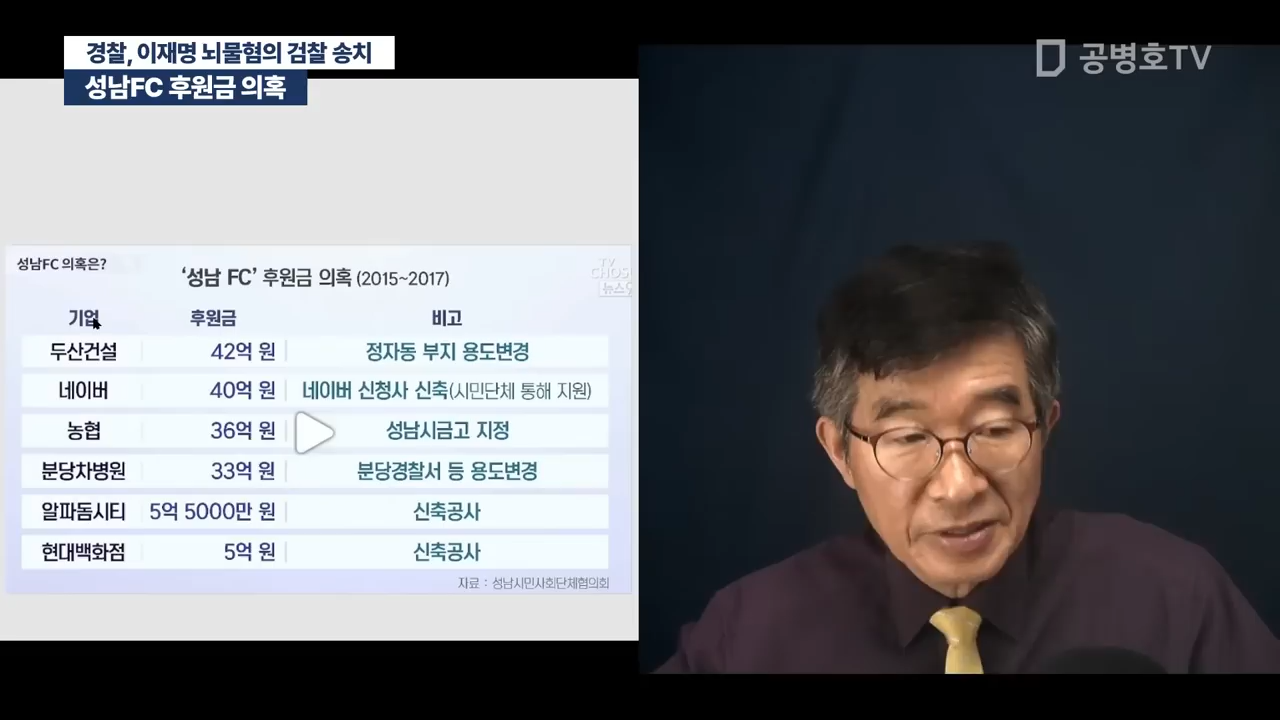 경찰, 이재명 뇌물혐의 검찰 송치
성남FC 후원금 의혹
공병호TV
성남FC 의혹은?
‘성남 FC’ 후원금 의혹 (2015~2017)
TV
CHOS
뉴스9
기업 후원금 비고
두산건설 42억 원 정자동 부지 용도변경
네이버 40억 원 네이버 신청사 신축(시민단체 통해 지원)
농협 36억 원 성남시금고 지정
분당차병원 33억 원 분당경찰서 등 용도변경
알파돔시티 5억 5000만 원 신축공사
현대백화점 5억 원 신축공사
자료 : 성남시민사회단체협의회